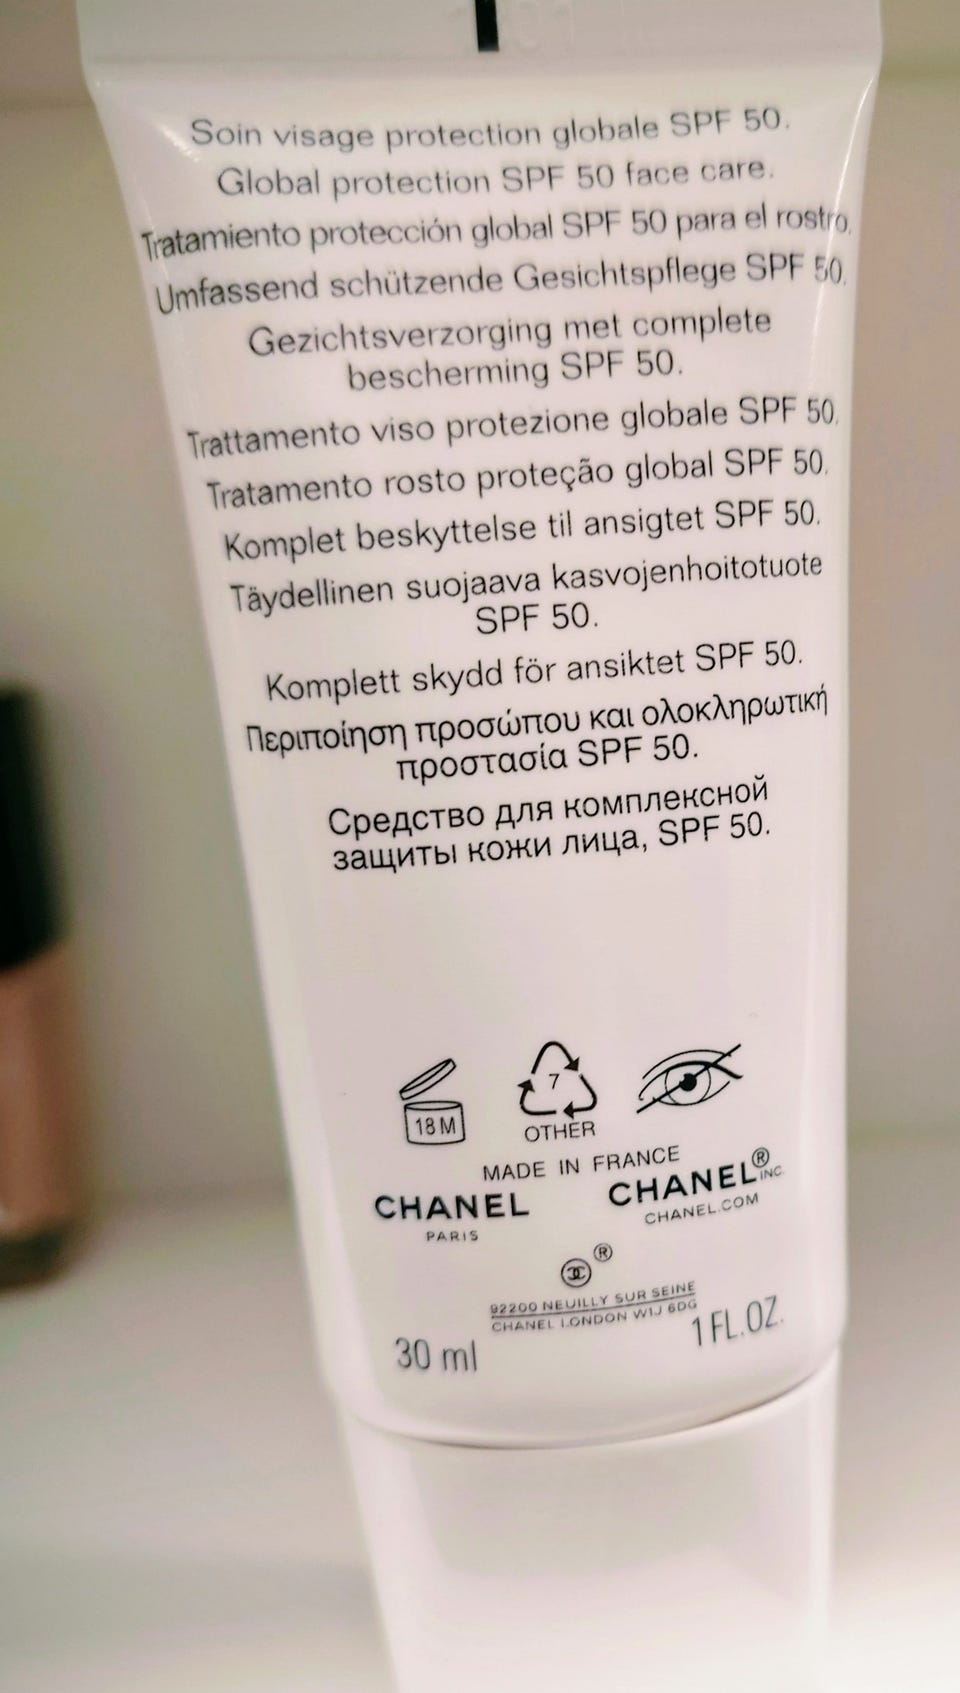 Soin visage protection globale SPF 50.
Global protection SPF 50 face care.
Tratamiento protección global SPF 50 para el rostro.
Umfassend schützende Gesichtspflege SPF 50.
Gezichtsverzorging met complete
bescherming SPF 50.
Trattamento viso protezione globale SPF 50.
Tratamento rosto proteção global SPF 50.
Komplet beskyttelse til ansigtet SPF 50.
Täydellinen suojaava kasvojenhoitotuote
SPF 50.
Komplett skydd för ansiktet SPF 50.
Περιποίηση προσώπου και ολοκληρωτική
προστασία SPF 50.
Средство для комплексной
защиты кожи лица, SPF 50.
18 M
7
OTHER
MADE IN FRANCE
CHANEL
PARIS
CHANEL® INC.
CHANEL.COM
®
92200 NEUILLY SUR SEINE
CHANEL LONDON W1J 6DG
30 ml
1 FL.OZ.